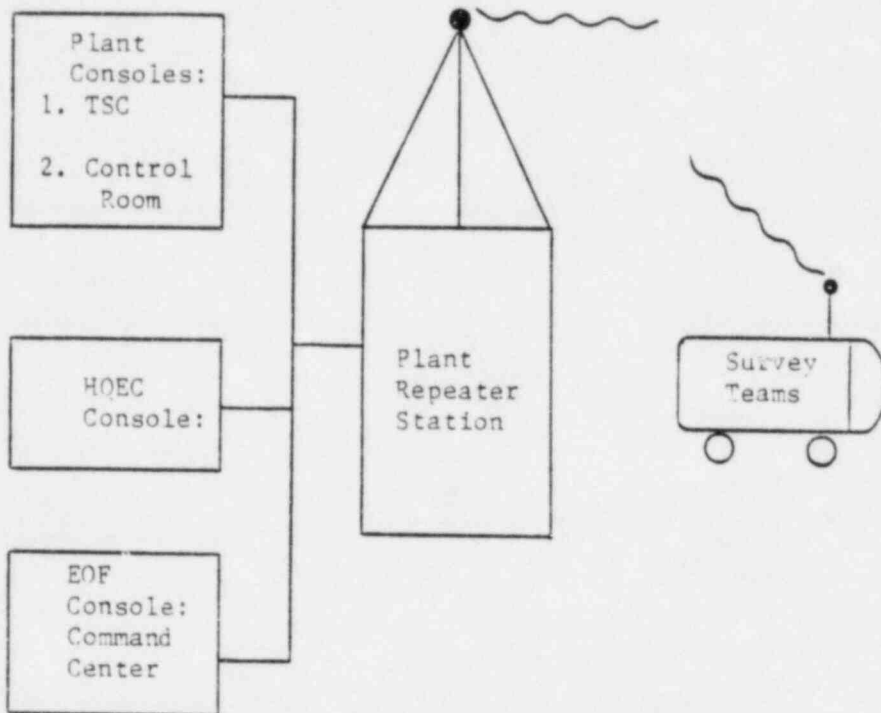 Plant
Consoles:
1. TSC
2. Control
Room
HQEC
Console:
EOF
Console:
Command
Center
Plant
Repeater
Station
Survey
Teams